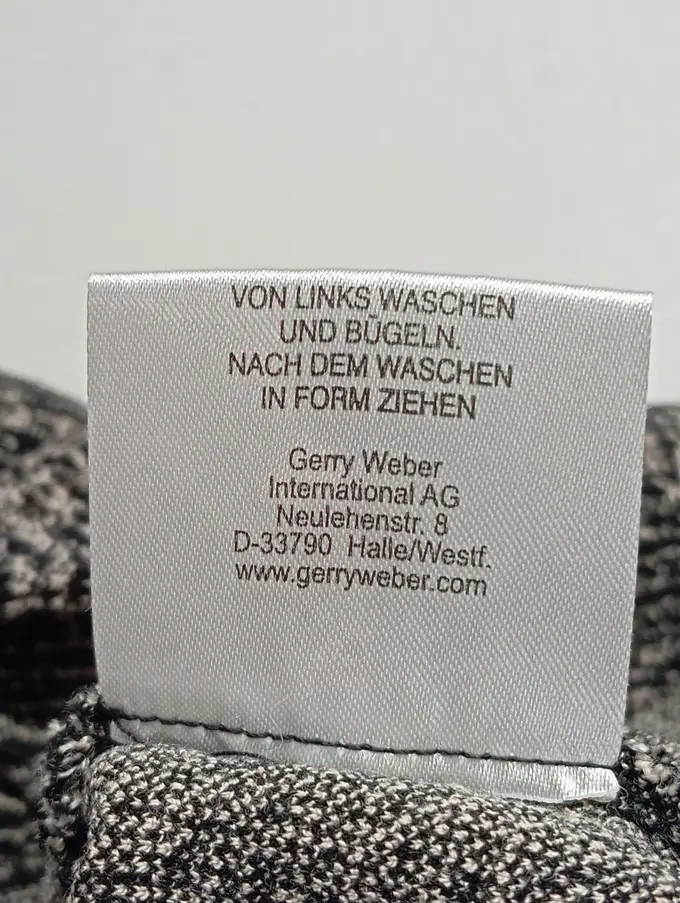 VON LINKS WASCHEN
UND BÜGELN.
NACH DEM WASCHEN
IN FORM ZIEHEN
Gerry Weber
International AG
Neulehenstr. 8
D-33790 Halle/Westf.
www.gerryweber.com